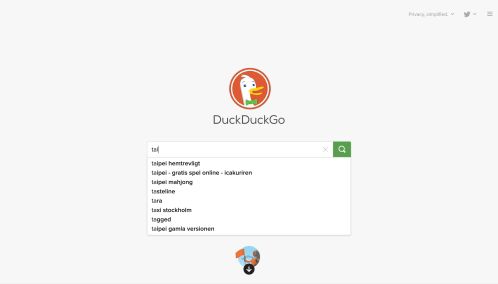 Privacy, simplified.
DuckDuckGo
tai
taipei hemtrevligt
taipei - gratis spel online - icakuriren
taipei mahjong
tasteline
tara
taxi stockholm
tagged
taipei gamla versionen